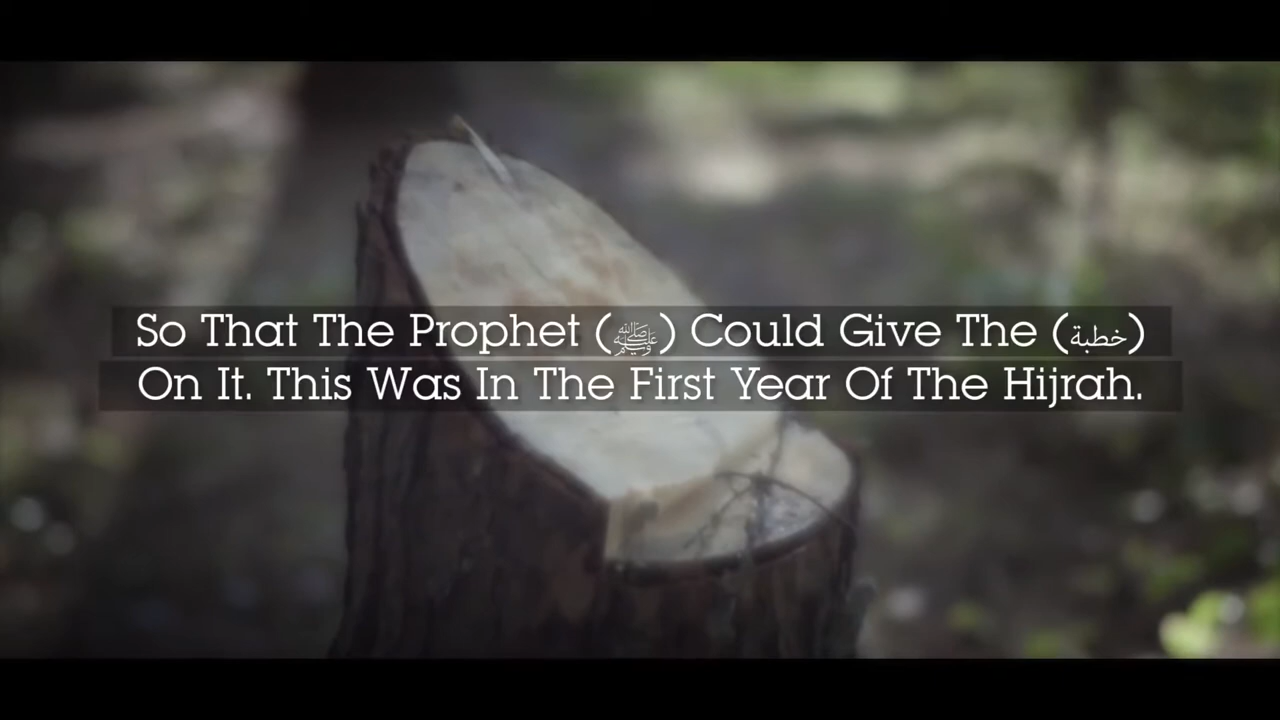 So That The Prophet (ﷺ) Could Give The (خطبة)
On It. This Was In The First Year Of The Hijrah.